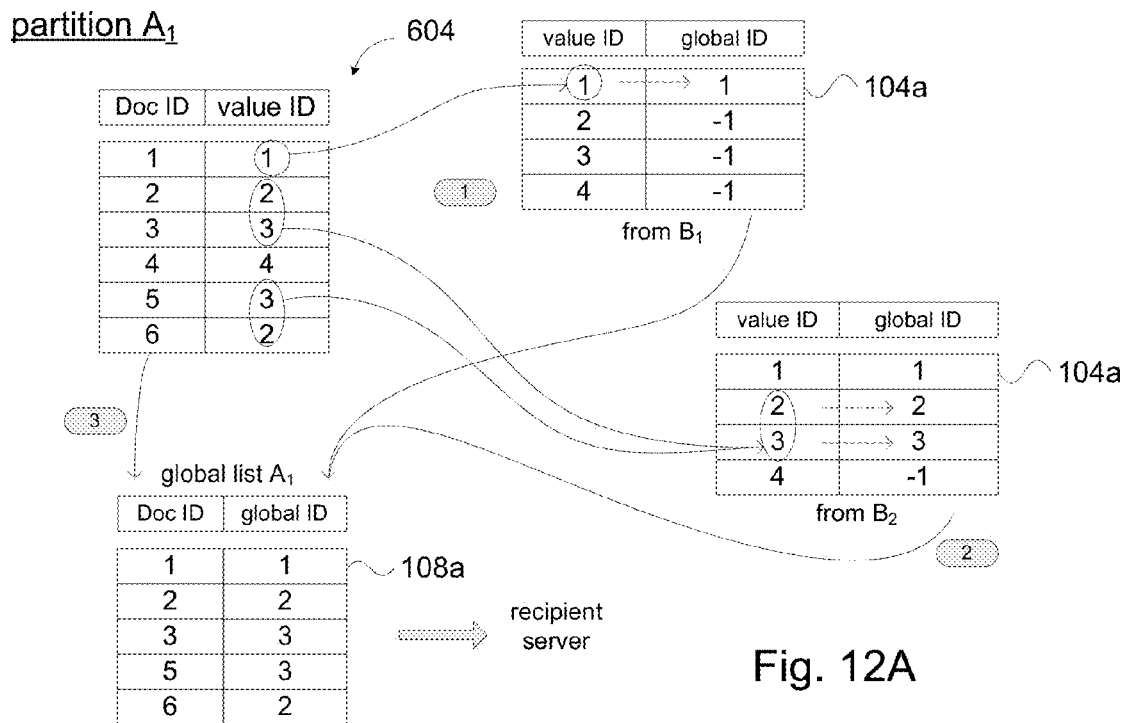 partition A₁
604
Doc ID value ID
1 1
2 2
3 3
4 4
5 3
6 2
value ID global ID
1 1
2 -1
3 -1
4 -1
104a
1
from B₁
value ID global ID
1 1
2 2
3 3
4 -1
104a
from B₂
2
3
global list A₁
Doc ID global ID
1 1
2 2
3 3
5 3
6 2
108a
recipient
server
Fig. 12A